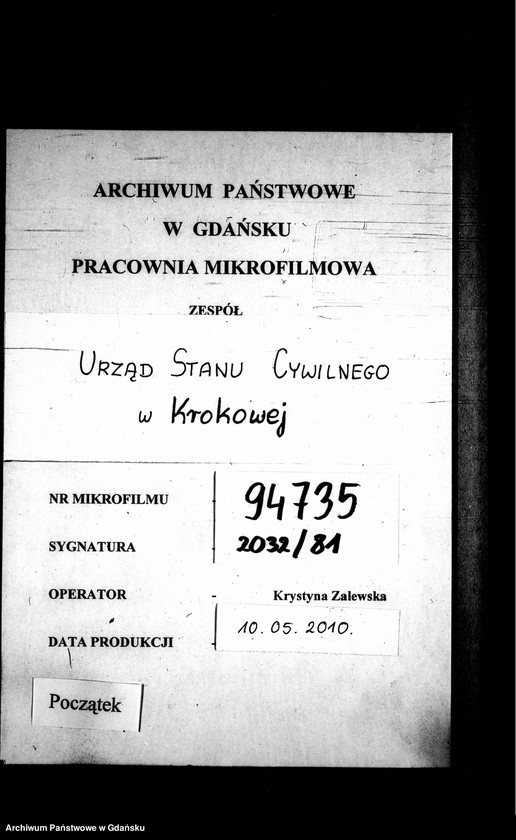 ARCHIWUM PAŃSTWOWE
W GDAŃSKU
PRACOWNIA MIKROFILMOWA
ZESPÓŁ
URZĄD STANU CYWILNEGO
w Krokowej
NR MIKROFILMU 94735
SYGNATURA 2032/81
OPERATOR - Krystyna Zalewska
DATA PRODUKCJI - 10.05.2010.
Początek
Archiwum Państwowe w Gdańsku